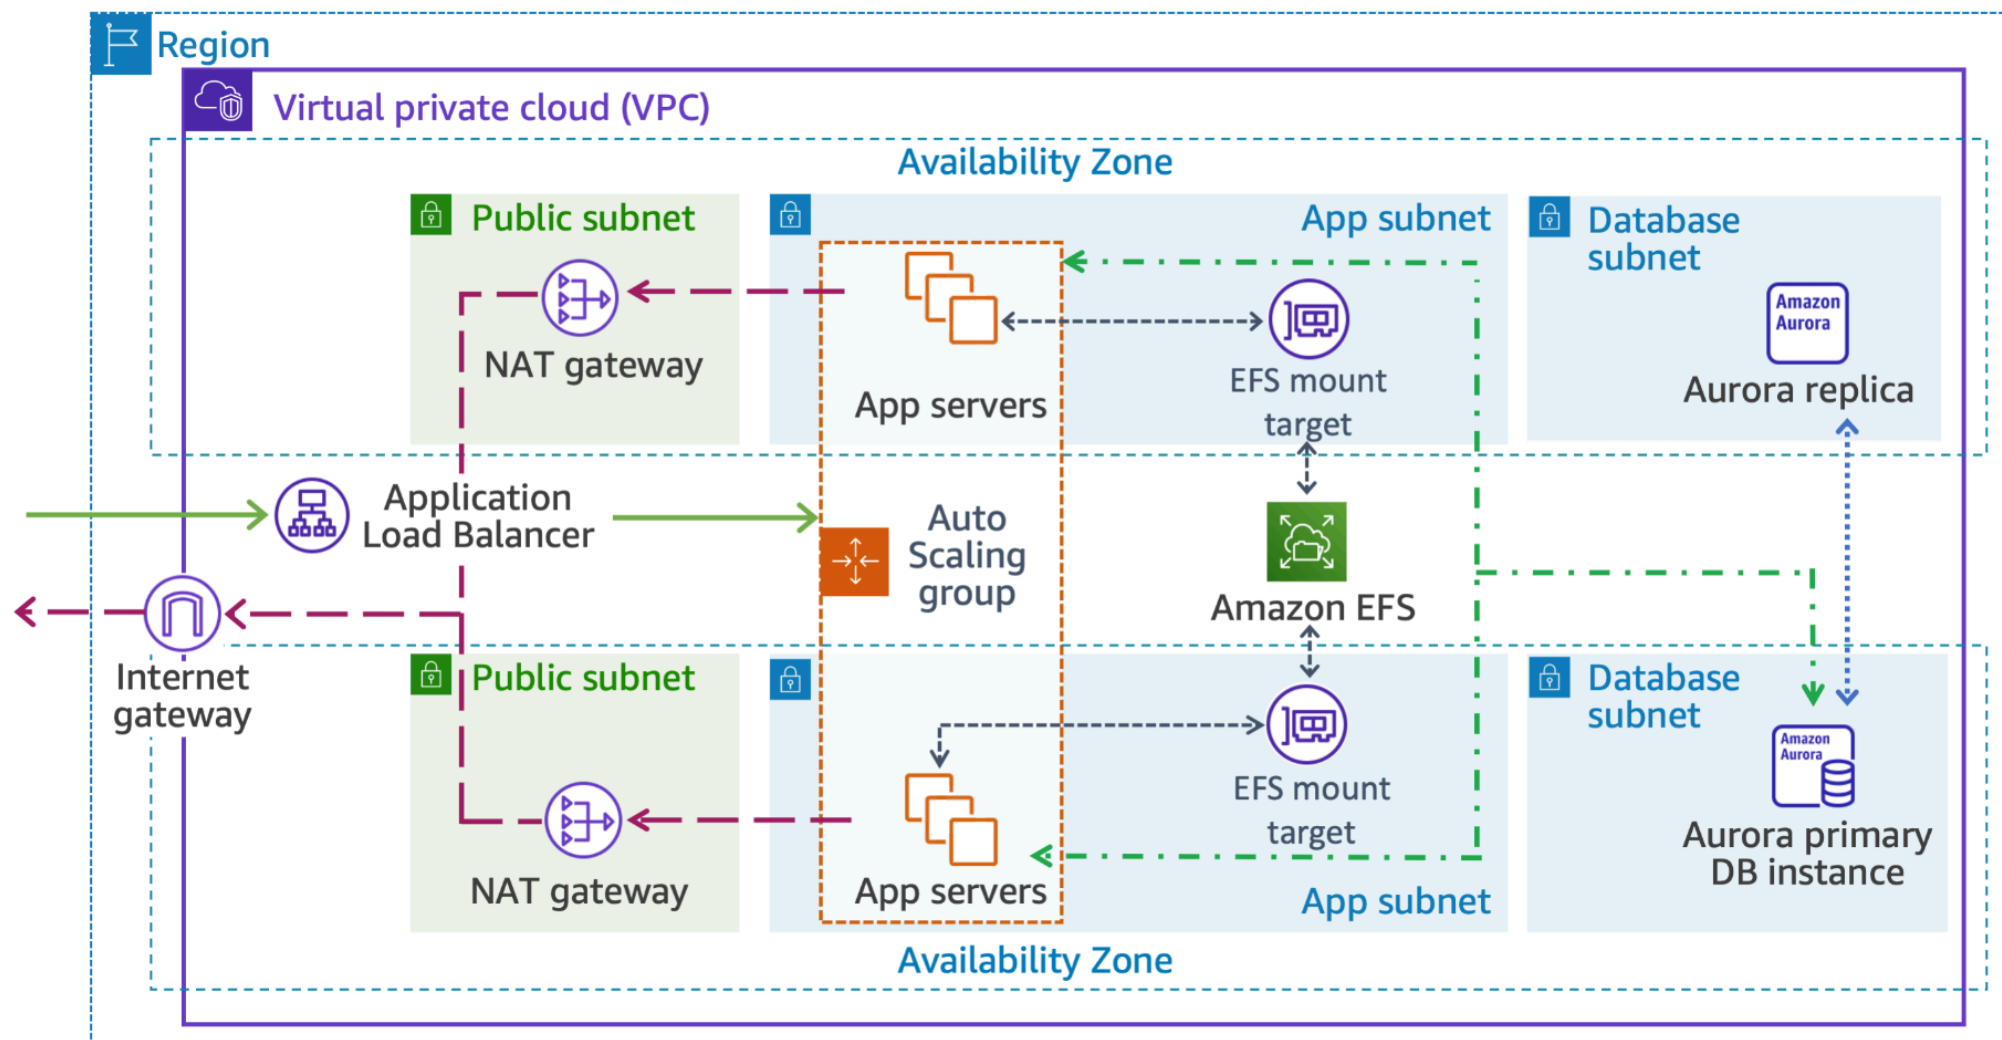 Region
Virtual private cloud (VPC)
Availability Zone
Public subnet
NAT gateway
App subnet
App servers
EFS mount
target
Database
subnet
Amazon
Aurora
Aurora replica
Application
Load Balancer
Auto
Scaling
group
Amazon EFS
Internet
gateway
Public subnet
NAT gateway
App servers
EFS mount
target
App subnet
Database
subnet
Amazon
Aurora
Aurora primary
DB instance
Availability Zone